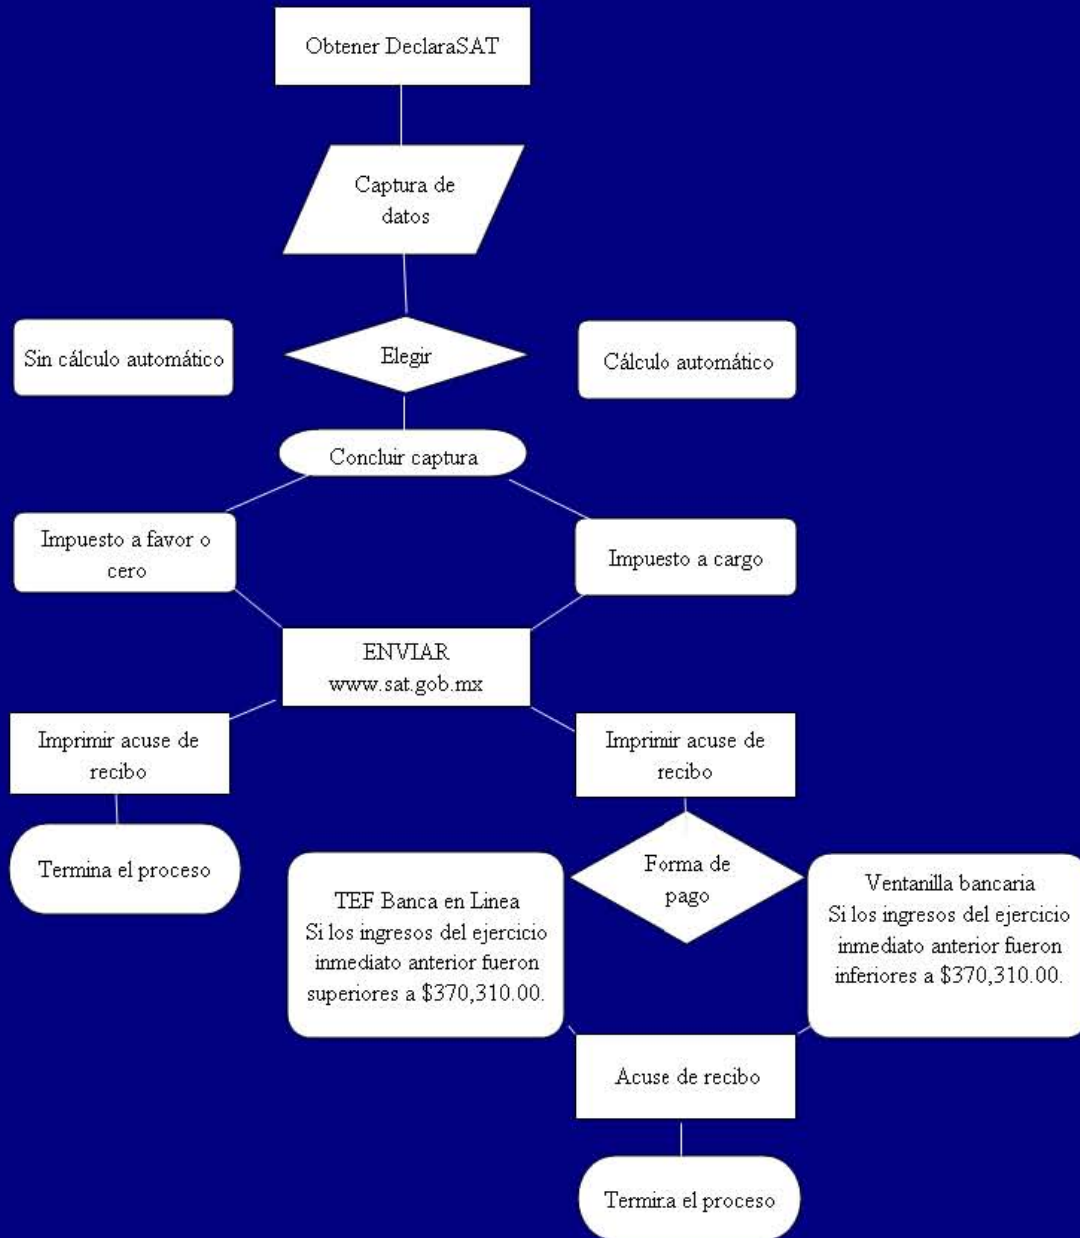 Obtener DeclaraSAT
Captura de
datos
Sin cálculo automático
Elegir
Cálculo automático
Concluir captura
Impuesto a favor o
cero
Impuesto a cargo
ENVIAR
www.sat.gob.mx
Imprimir acuse de
recibo
Imprimir acuse de
recibo
Termina el proceso
Forma de
pago
TEF Banca en Linea
Si los ingresos del ejercicio
inmediato anterior fueron
superiores a $370,310.00.
Ventanilla bancaria
Si los ingresos del ejercicio
inmediato anterior fueron
inferiores a $370,310.00.
Acuse de recibo
Termina el proceso